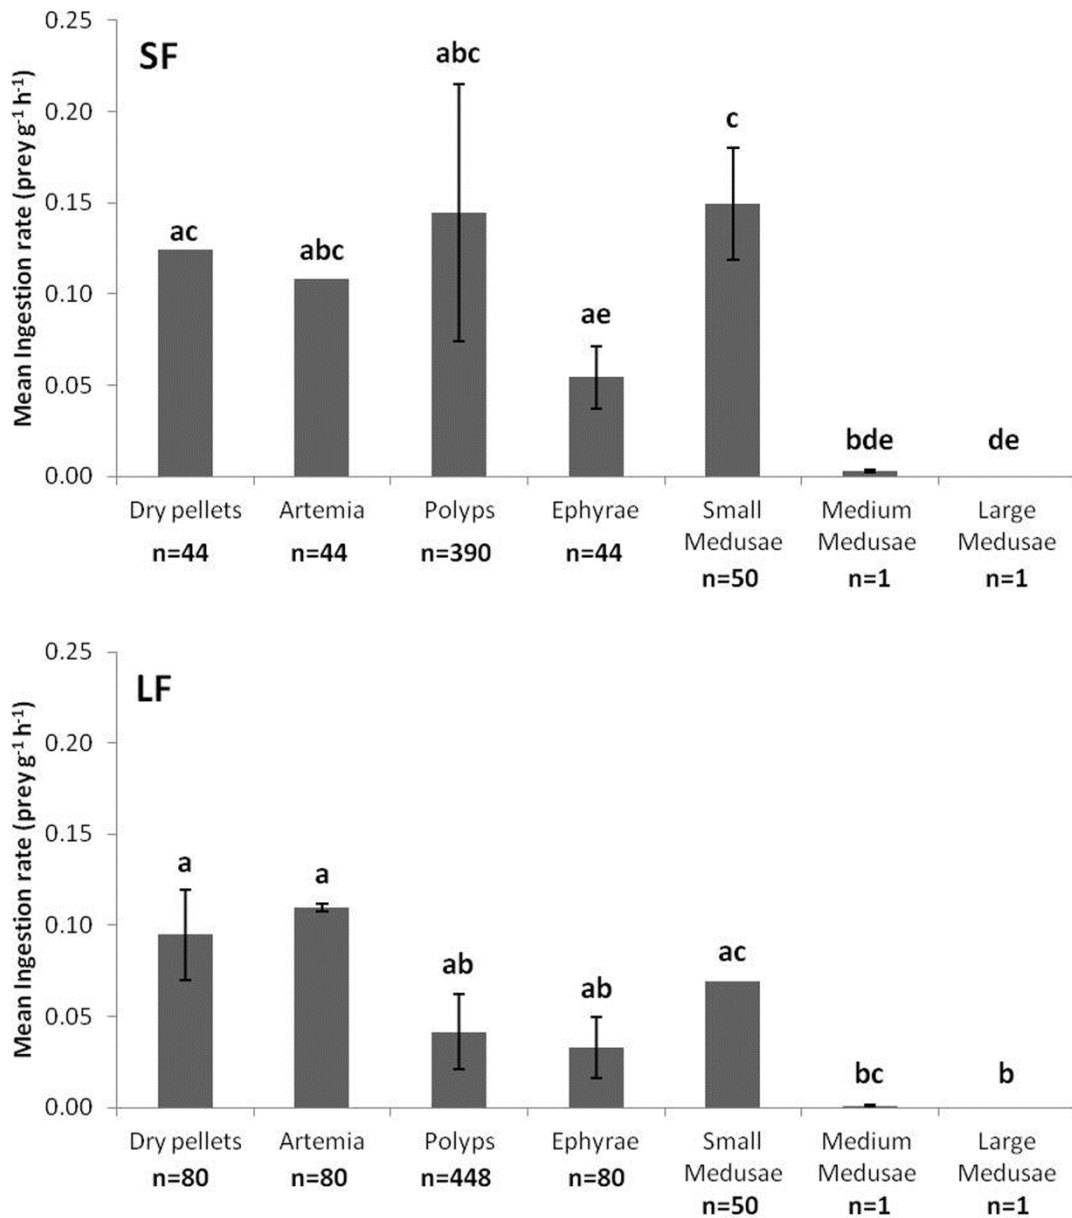 SF
Mean Ingestion rate (prey g⁻¹ h⁻¹)
0.25
0.20
0.15
0.10
0.05
0.00
ac
abc
abc
ae
c
bde
de
Dry pellets
n=44
Artemia
n=44
Polyps
n=390
Ephyrae
n=44
Small
Medusae
n=50
Medium
Medusae
n=1
Large
Medusae
n=1
LF
Mean Ingestion rate (prey g⁻¹ h⁻¹)
0.25
0.20
0.15
0.10
0.05
0.00
a
a
ab
ab
ac
bc
b
Dry pellets
n=80
Artemia
n=80
Polyps
n=448
Ephyrae
n=80
Small
Medusae
n=50
Medium
Medusae
n=1
Large
Medusae
n=1